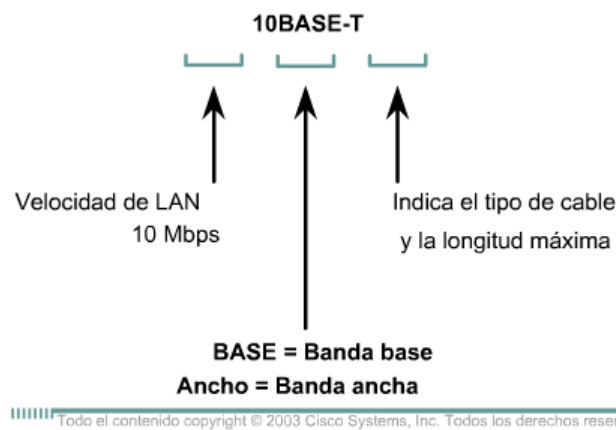 10BASE-T
Velocidad de LAN
10 Mbps
Indica el tipo de cable
y la longitud máxima
BASE = Banda base
Ancho = Banda ancha
Todo el contenido copyright © 2003 Cisco Systems, Inc. Todos los derechos